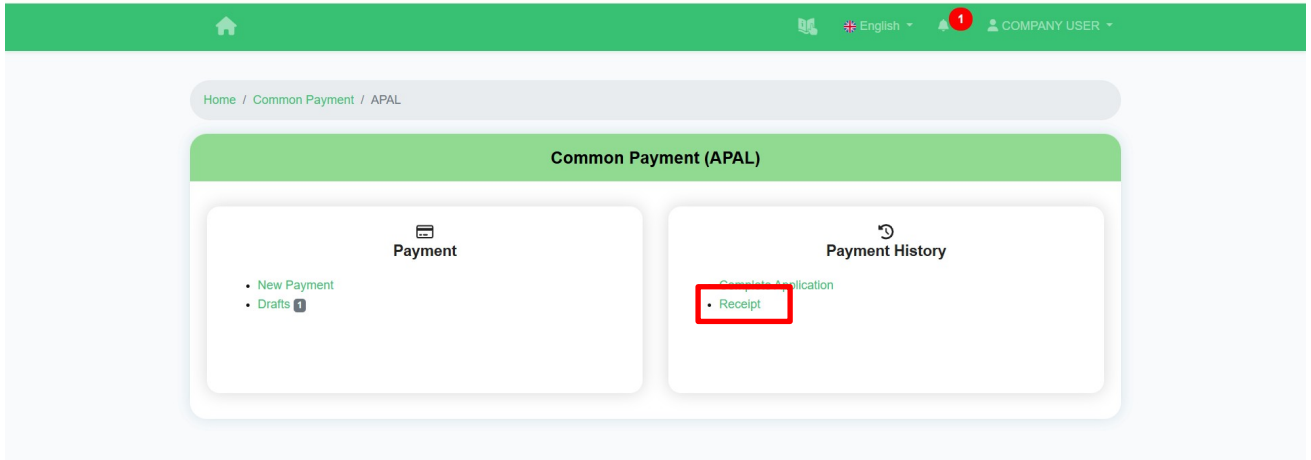 English
1
COMPANY USER
Home / Common Payment / APAL
Common Payment (APAL)
Payment
• New Payment
• Drafts 1
Payment History
Complete Application
• Receipt